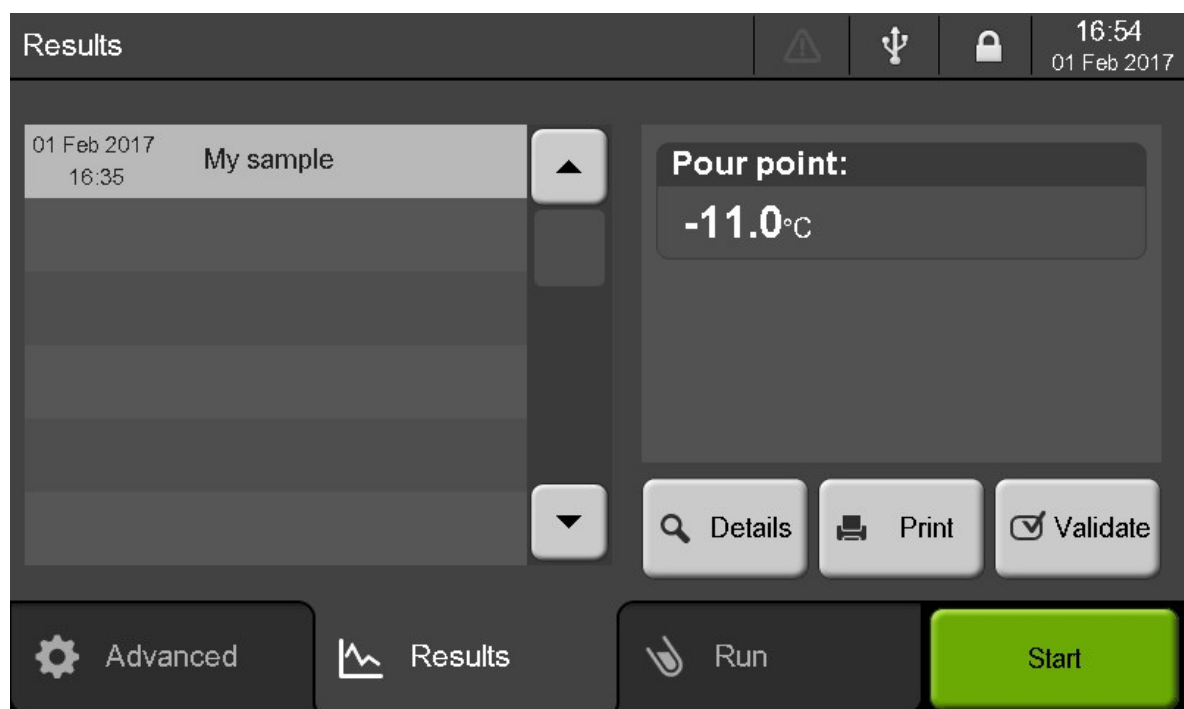 Results
16:54
01 Feb 2017
01 Feb 2017
16:35
My sample
Pour point:
-11.0°C
Details
Print
Validate
Advanced
Results
Run
Start